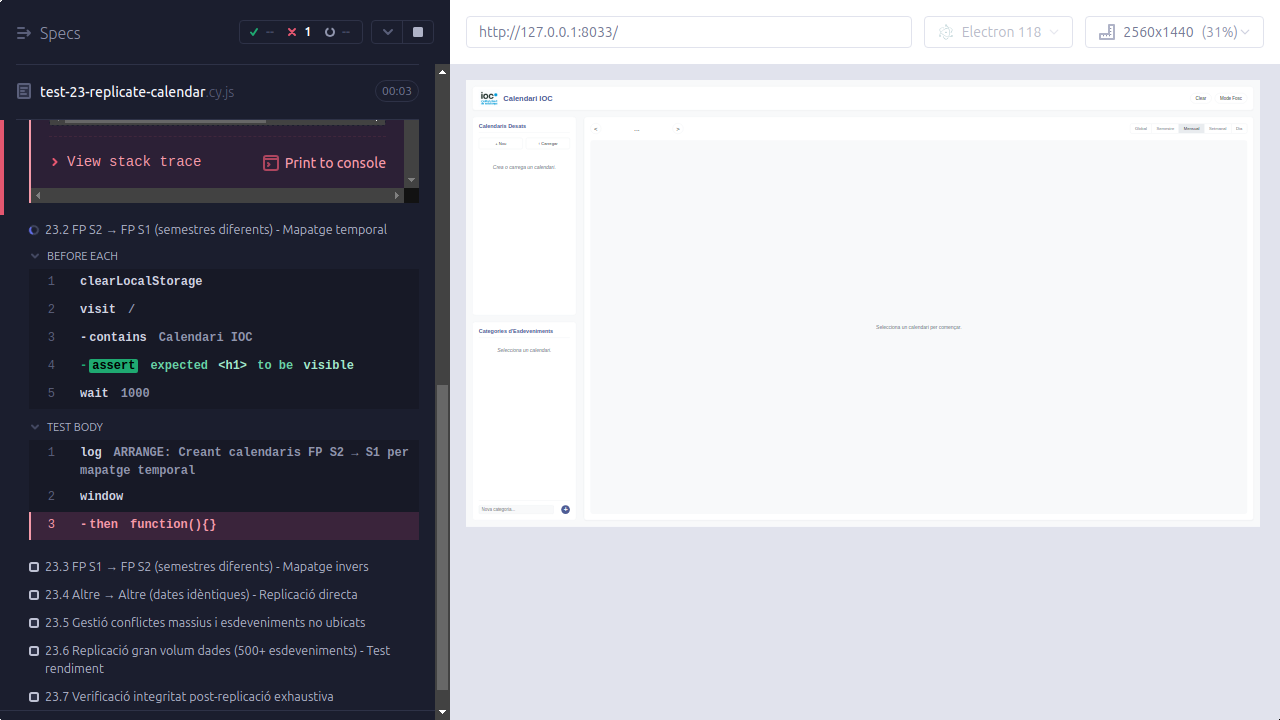 Specs
-- 1 --
test-23-replicate-calendar.cy.js
00:03
View stack trace
Print to console
23.2 FP S2 → FP S1 (semestres diferents) - Mapatge temporal
BEFORE EACH
1 clearLocalStorage
2 visit /
3 -contains Calendari IOC
4 -assert expected <h1> to be visible
5 wait 1000
TEST BODY
1 log ARRANGE: Creant calendaris FP S2 → S1 per
mapatge temporal
2 window
3 -then function(){}
23.3 FP S1 → FP S2 (semestres diferents) - Mapatge invers
23.4 Altre → Altre (dates idèntiques) - Replicació directa
23.5 Gestió conflictes massius i esdeveniments no ubicats
23.6 Replicació gran volum dades (500+ esdeveniments) - Test
rendiment
23.7 Verificació integritat post-replicació exhaustiva
http://127.0.0.1:8033/
Electron 118
2560x1440 (31%)
ioc
Calendari IOC
Clear
Mode Fosc
Calendaris Desats
+ Nou
Carregar
Crea o carrega un calendari.
< ... >
Global
Semestral
Mensual
Setmanal
Dia
Selecciona un calendari per començar.
Categories d'Esdeveniments
Selecciona un calendari.
Nova categoria...
+